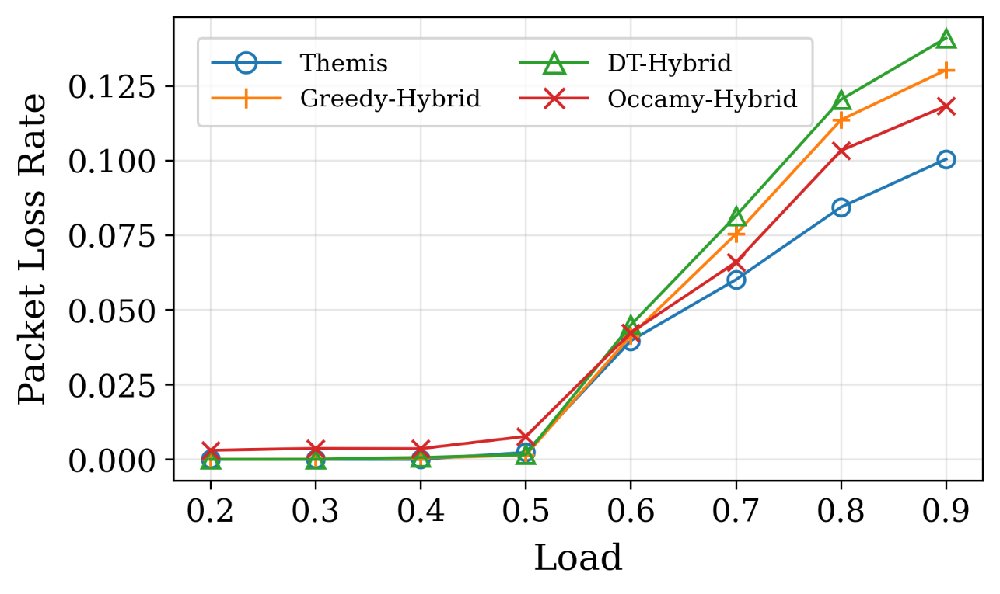 Themis
Greedy-Hybrid
DT-Hybrid
Occamy-Hybrid
Packet Loss Rate
0.125
0.100
0.075
0.050
0.025
0.000
0.2 0.3 0.4 0.5 0.6 0.7 0.8 0.9
Load